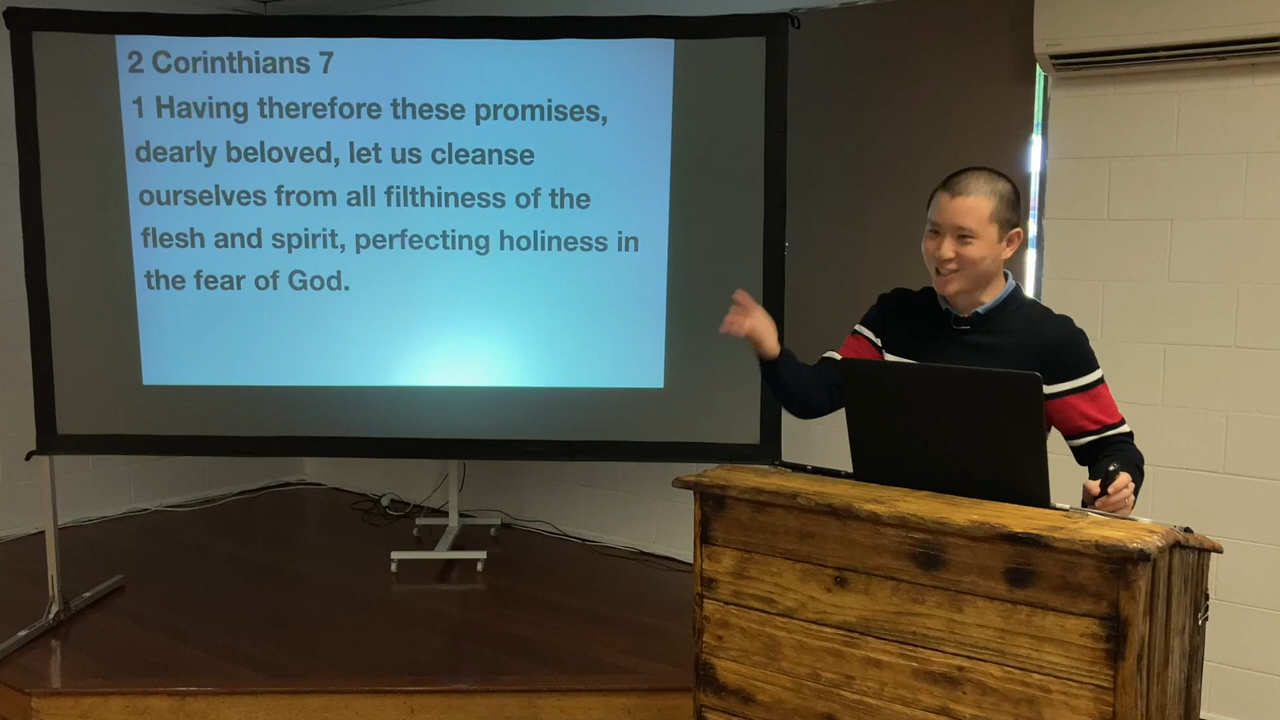 2 Corinthians 7
1 Having therefore these promises,
dearly beloved, let us cleanse
ourselves from all filthiness of the
flesh and spirit, perfecting holiness in
the fear of God.